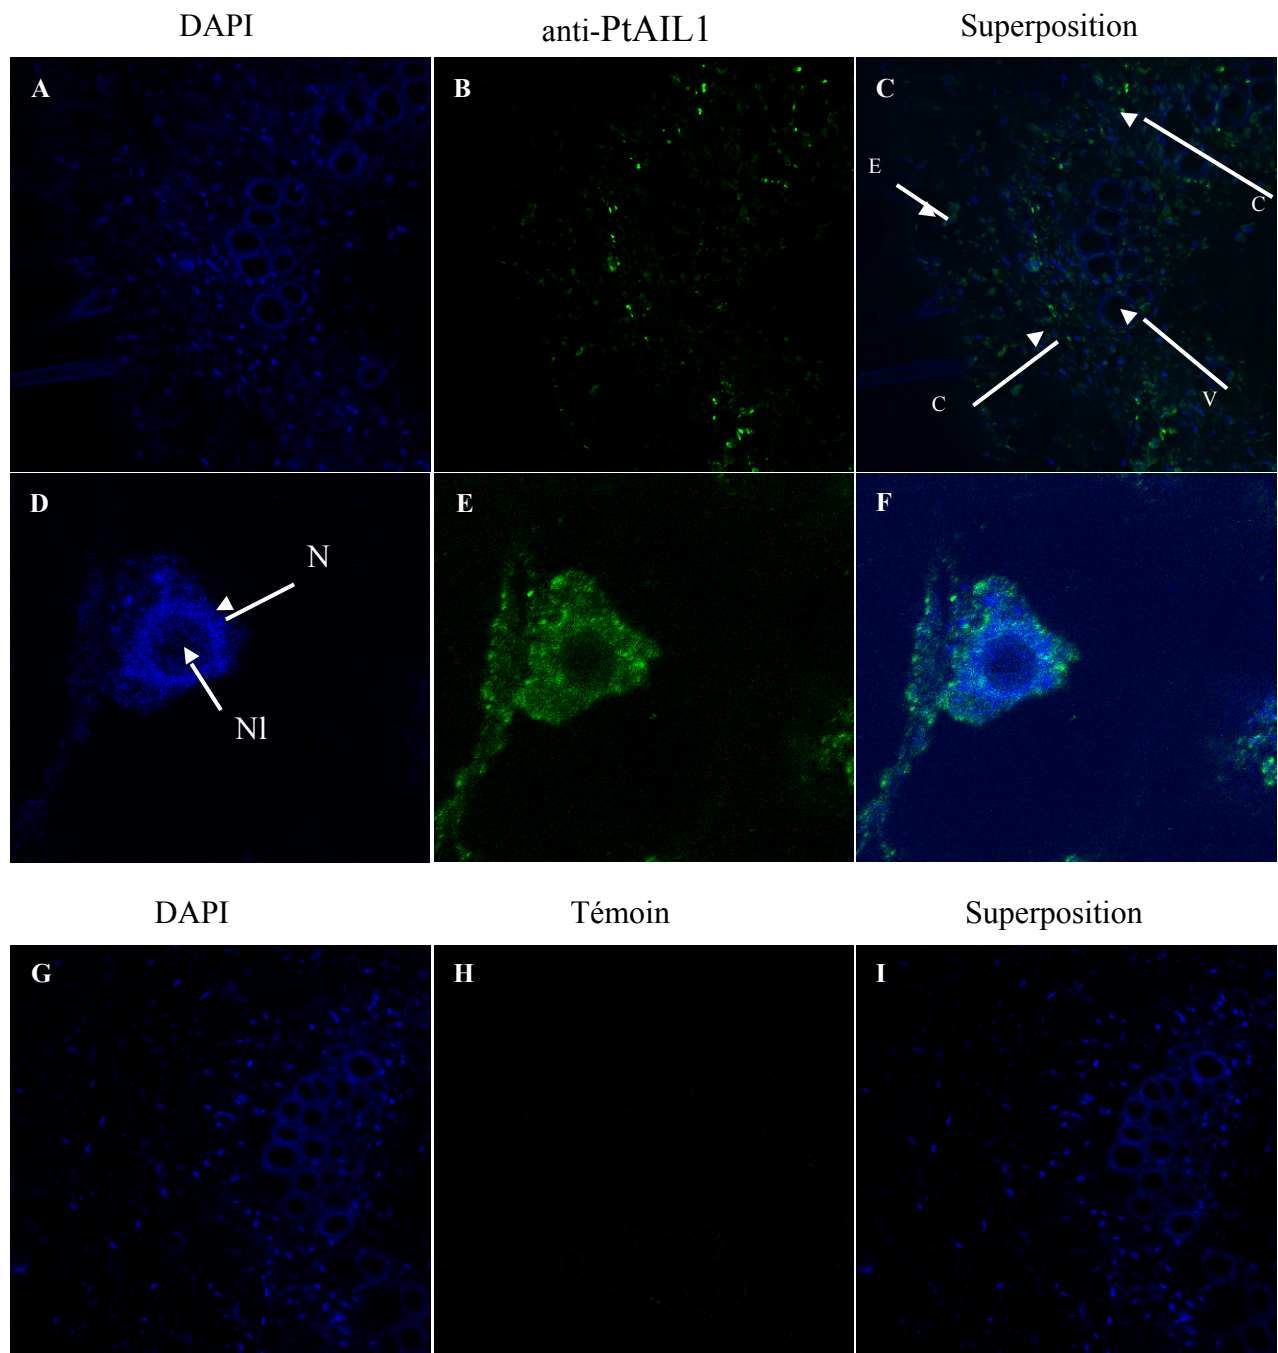 DAPI anti-PtAIL1 Superposition
A B C
E
C
C
V
D E F
N
Nl
DAPI Témoin Superposition
G H I